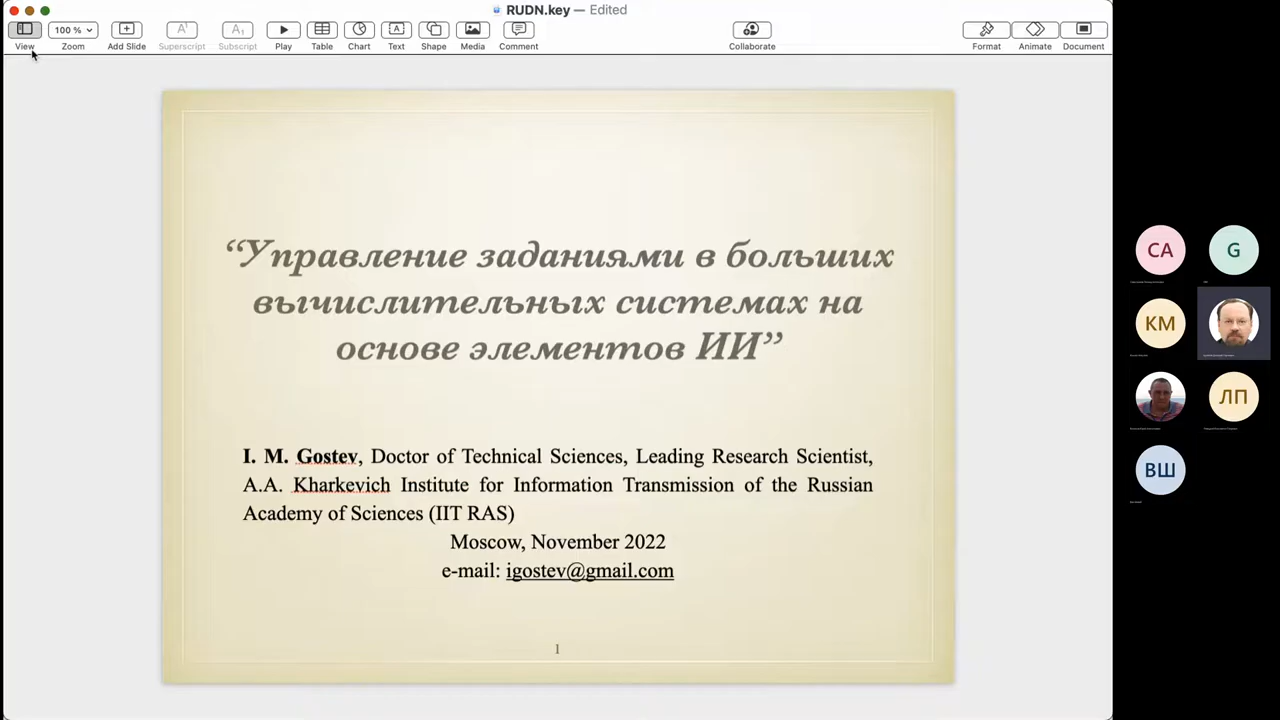 RUDN.key — Edited
100 %
View
Zoom
Add Slide
Superscript
Subscript
Play
Table
Chart
Text
Shape
Media
Comment
Collaborate
Format
Animate
Document
“Управление заданиями в больших
вычислительных системах на
основе элементов ИИ”
I. M. Gostev, Doctor of Technical Sciences, Leading Research Scientist,
A.A. Kharkevich Institute for Information Transmission of the Russian
Academy of Sciences (IIT RAS)
Moscow, November 2022
e-mail: igostev@gmail.com
1
СА
G
КМ
ЛП
ВШ